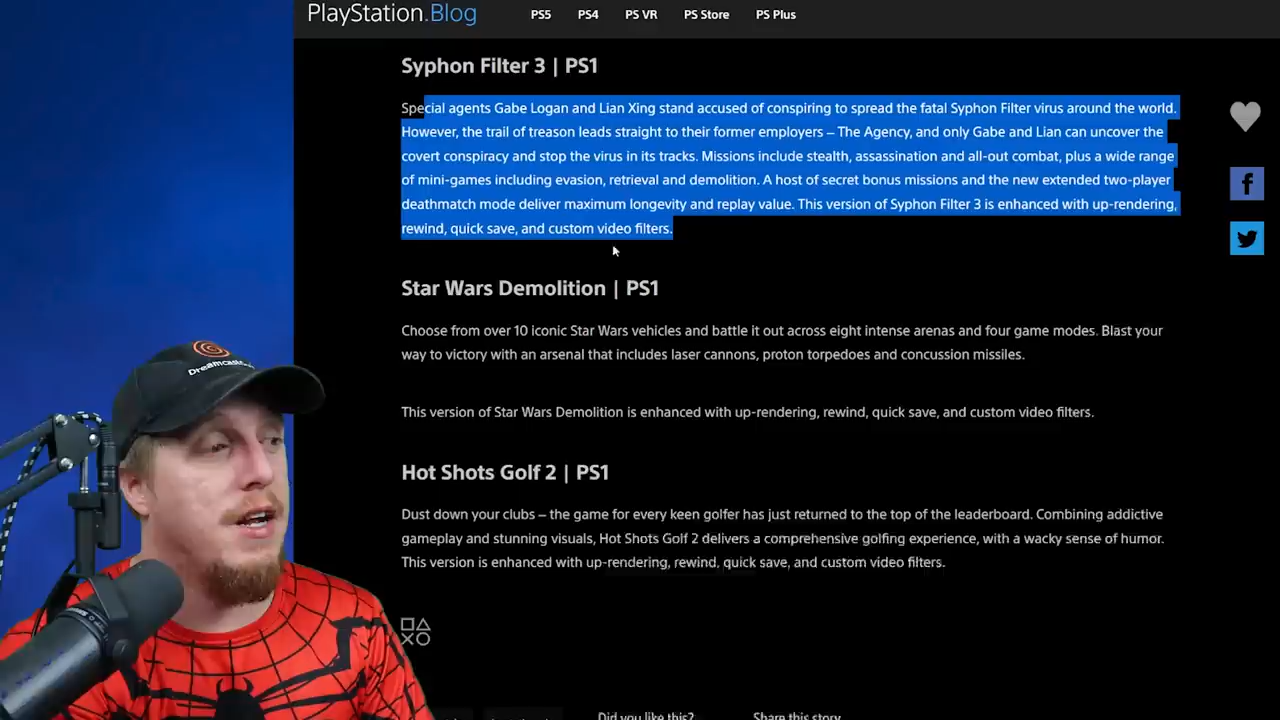 PlayStation.Blog
PS5 PS4 PS VR PS Store PS Plus
Syphon Filter 3 | PS1
Special agents Gabe Logan and Lian Xing stand accused of conspiring to spread the fatal Syphon Filter virus around the world.
However, the trail of treason leads straight to their former employers – The Agency, and only Gabe and Lian can uncover the
covert conspiracy and stop the virus in its tracks. Missions include stealth, assassination and all-out combat, plus a wide range
of mini-games including evasion, retrieval and demolition. A host of secret bonus missions and the new extended two-player
deathmatch mode deliver maximum longevity and replay value. This version of Syphon Filter 3 is enhanced with up-rendering,
rewind, quick save, and custom video filters.
Star Wars Demolition | PS1
Choose from over 10 iconic Star Wars vehicles and battle it out across eight intense arenas and four game modes. Blast your
way to victory with an arsenal that includes laser cannons, proton torpedoes and concussion missiles.
This version of Star Wars Demolition is enhanced with up-rendering, rewind, quick save, and custom video filters.
Hot Shots Golf 2 | PS1
Dust down your clubs – the game for every keen golfer has just returned to the top of the leaderboard. Combining addictive
gameplay and stunning visuals, Hot Shots Golf 2 delivers a comprehensive golfing experience, with a wacky sense of humor.
This version is enhanced with up-rendering, rewind, quick save, and custom video filters.
Did you like this? Share this story